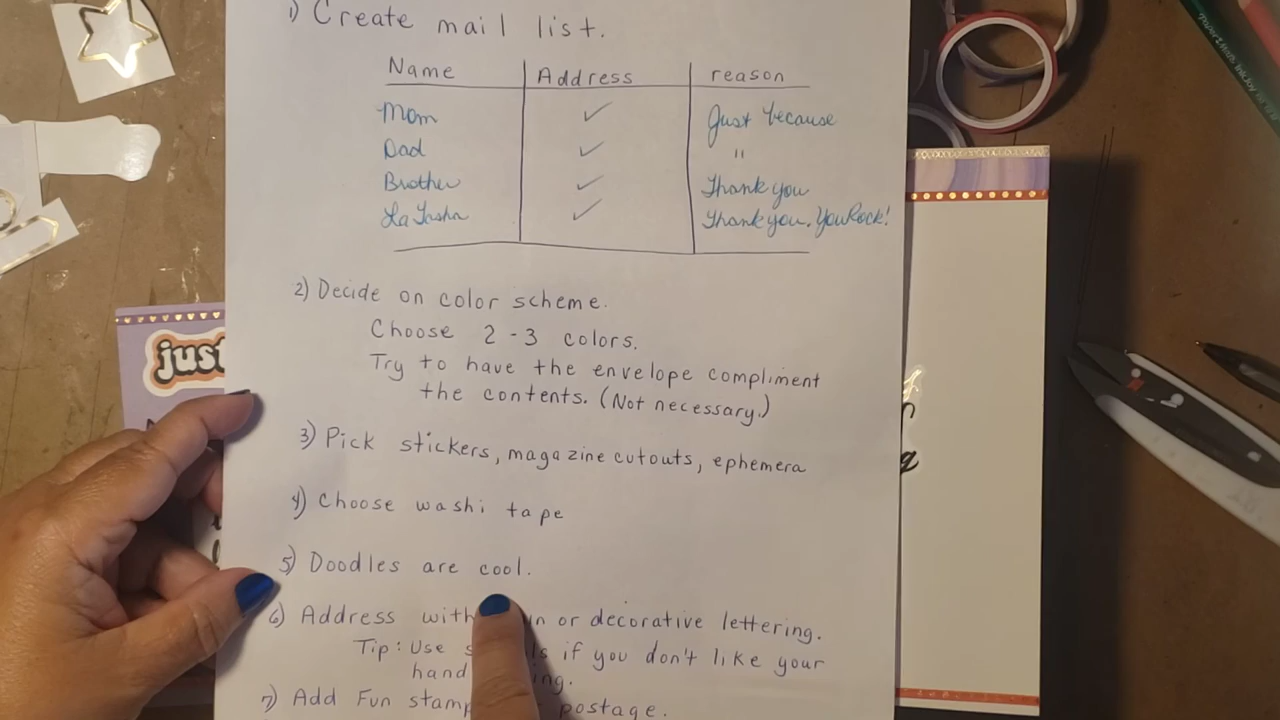 1) Create mail list.
Name Address reason
Mom ✓ Just because
Dad ✓ "
Brother ✓ Thank you
LaTasha ✓ Thank you. You Rock!
2) Decide on color scheme.
Choose 2-3 colors.
Try to have the envelope compliment
the contents. (Not necessary.)
3) Pick stickers, magazine cutouts, ephemera
4) Choose washi tape
just
5) Doodles are cool.
6) Address with or decorative lettering.
Tip: Use if you don't like your
hand
7) Add Fun postage.